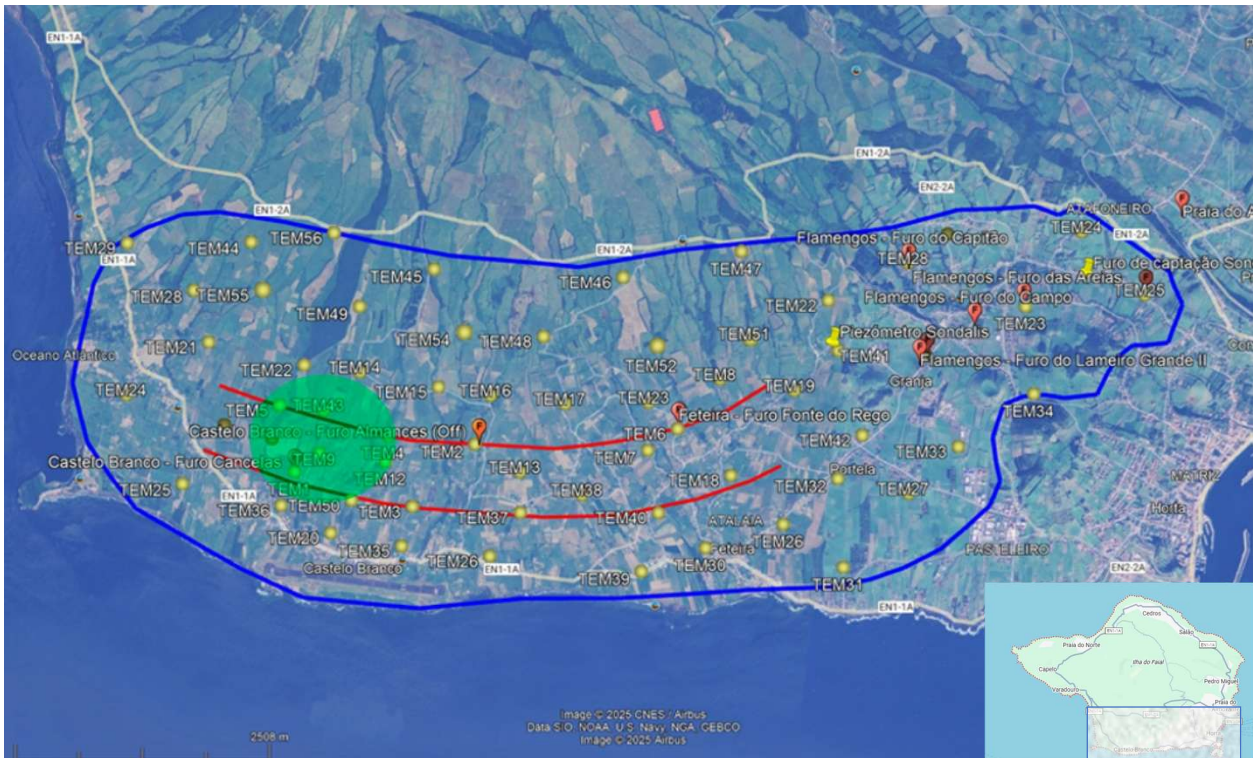 EN1-1A
EN1-2A
EN2-2A
ATAFONEIRO
EN1-2A
TEM29
TEM44
TEM56
EN1-2A
TEM24
EN1-2A
Praia do A
Flamengos - Furo do Capitão
TEM28
EN1-1A
TEM45
TEM46
TEM47
Furo de captação Son
Flamengos - Furo das Areias
TEM25
TEM28
TEM55
TEM49
TEM22
Flamengos - Furo do Campo
TEM23
TEM21
TEM54
TEM48
TEM52
TEM51
Piezómetro Sondalis
TEM41
Flamengos - Furo do Lameiro Grande II
Oceano Atlântico
TEM22
TEM14
Granja
TEM24
TEM15
TEM16
TEM17
TEM23
TEM8
TEM19
TEM34
TEM5
TEM43
Feteira - Furo Fonte do Rego
Castelo Branco - Furo Almances (Off)
TEM2
TEM6
TEM42
TEM33
Castelo Branco - Furo Cancelas
TEM9
TEM4
TEM7
TEM25
TEM1
TEM12
TEM13
TEM18
Portela
TEM32
TEM27
MATRIZ
EN1-1A
TEM36
TEM50
TEM3
TEM37
TEM38
TEM40
ATALAIA
Horta
TEM20
TEM35
Castelo Branco
TEM26
EN1-1A
TEM39
TEM30
Feteira
TEM26
TEM31
PASTELEIRO
EN2-2A
EN1-1A
Image © 2025 CNES / Airbus
Data SIO, NOAA, U.S. Navy, NGA, GEBCO
Image © 2025 Airbus
2508 m
Cedros
EN1-1A
Salão
Praia do Norte
EN1-1A
Ilha do Faial
Capelo
Pedro Miguel
Varadouro
Praia do
Castelo Branco